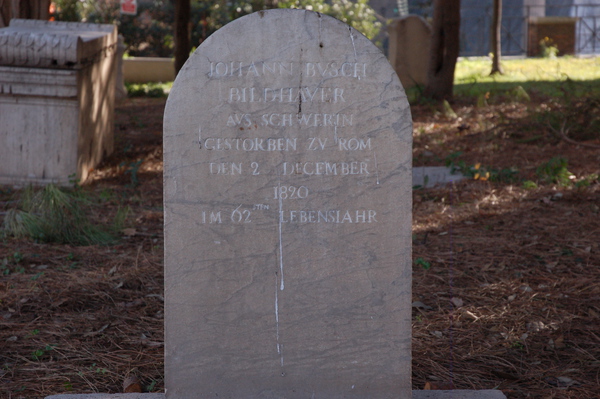 JOHANN BVSCH
BILDHAVER
AVS SCHWERIN
GESTORBEN ZV ROM
DEN 2 DECEMBER
1820
IM 62TEN LEBENSIAHR